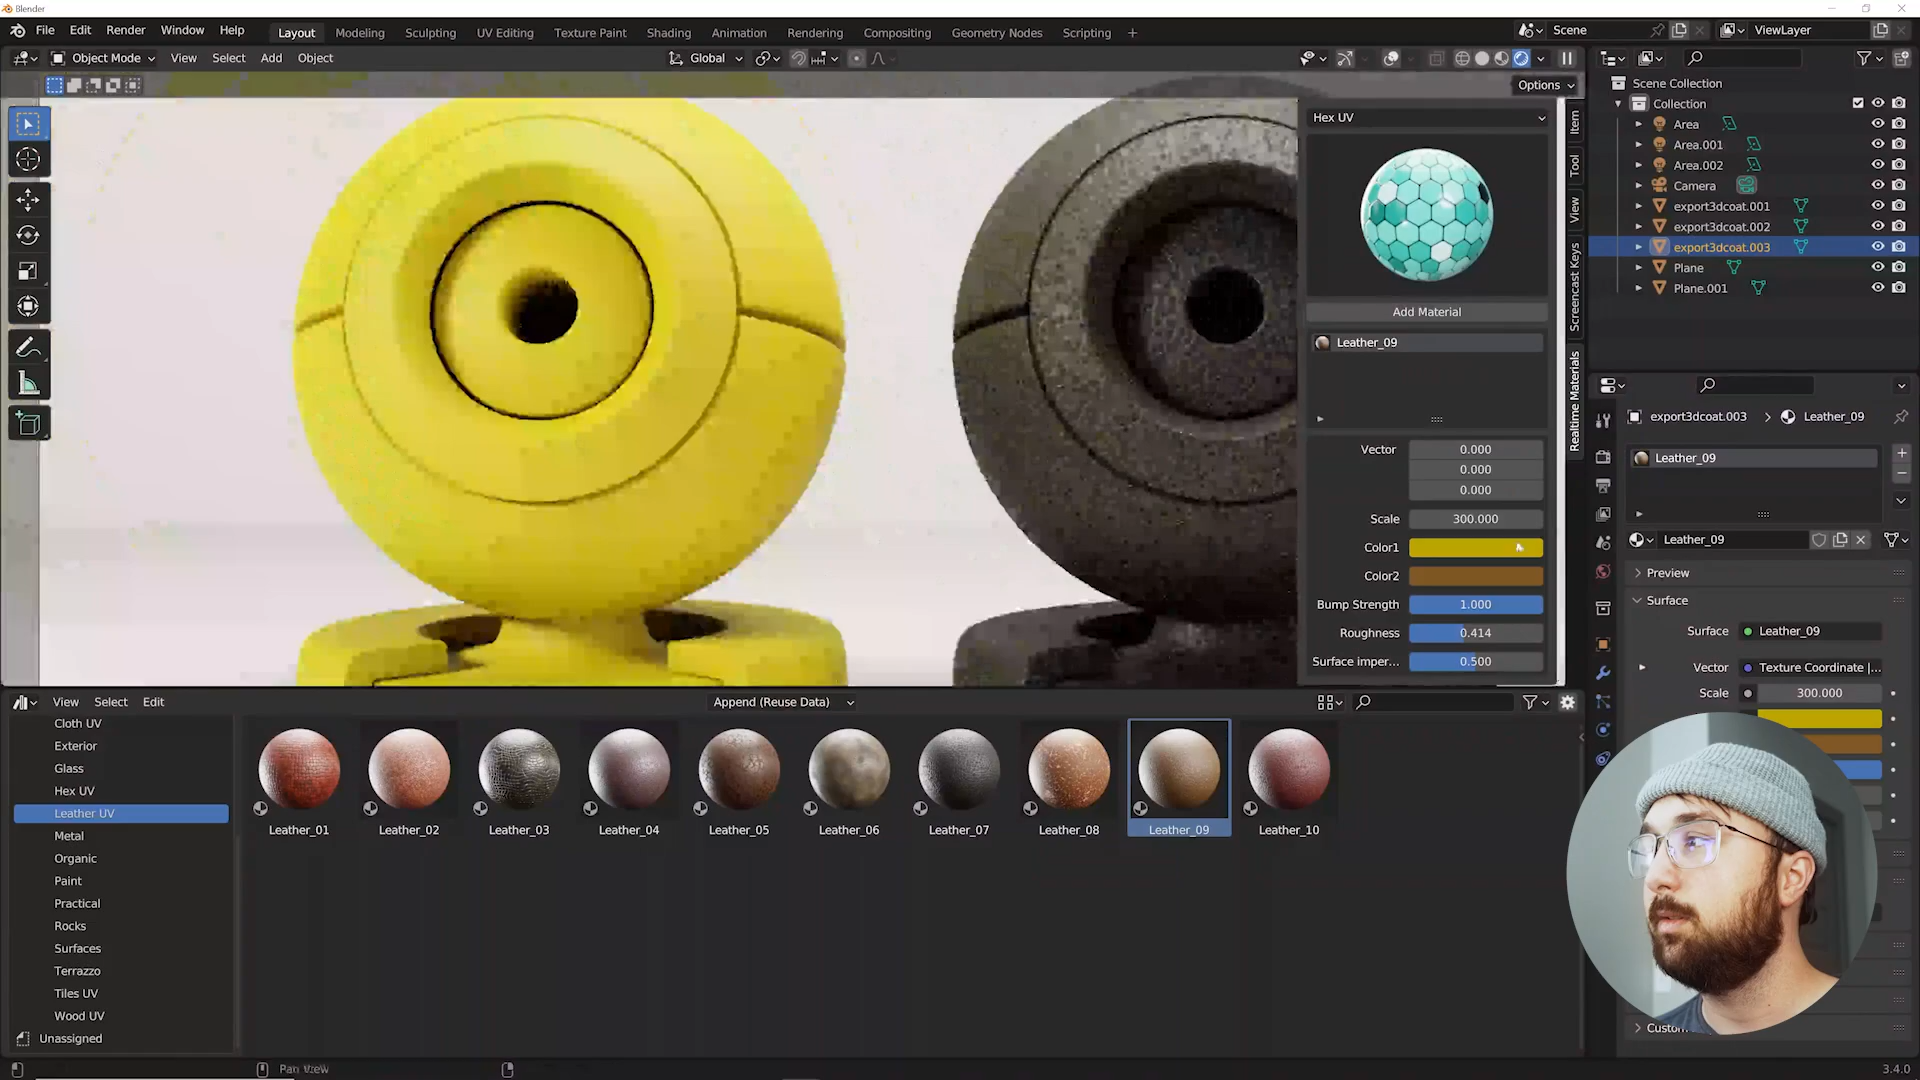 Blender
File Edit Render Window Help Layout Modeling Sculpting UV Editing Texture Paint Shading Animation Rendering Compositing Geometry Nodes Scripting + Scene ViewLayer
Object Mode View Select Add Object Global
Options
Scene Collection
Collection
Area
Area.001
Area.002
Camera
export3dcoat.001
export3dcoat.002
export3dcoat.003
Plane
Plane.001
Hex UV
Add Material
Leather_09
Vector 0.000
0.000
0.000
Scale 300.000
Color1
Color2
Bump Strength 1.000
Roughness 0.414
Surface imper... 0.500
Item
Tool
View
Screencast Keys
Realtime Materials
export3dcoat.003 > Leather_09
Leather_09
Leather_09
Preview
Surface
Surface Leather_09
Vector Texture Coordinate |...
Scale 300.000
View Select Edit Append (Reuse Data)
Cloth UV
Exterior
Glass
Hex UV
Leather UV
Metal
Organic
Paint
Practical
Rocks
Surfaces
Terrazzo
Tiles UV
Wood UV
Unassigned
Leather_01 Leather_02 Leather_03 Leather_04 Leather_05 Leather_06 Leather_07 Leather_08 Leather_09 Leather_10
Pan View
3.4.0